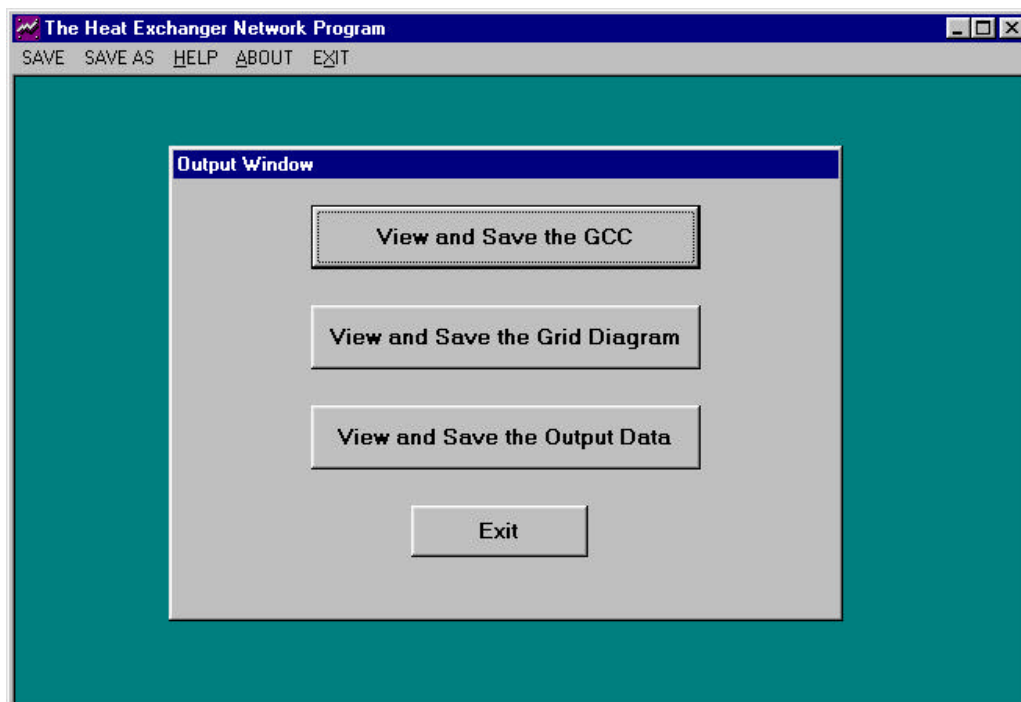 The Heat Exchanger Network Program
SAVE SAVE AS HELP ABOUT EXIT
Output Window
View and Save the GCC
View and Save the Grid Diagram
View and Save the Output Data
Exit